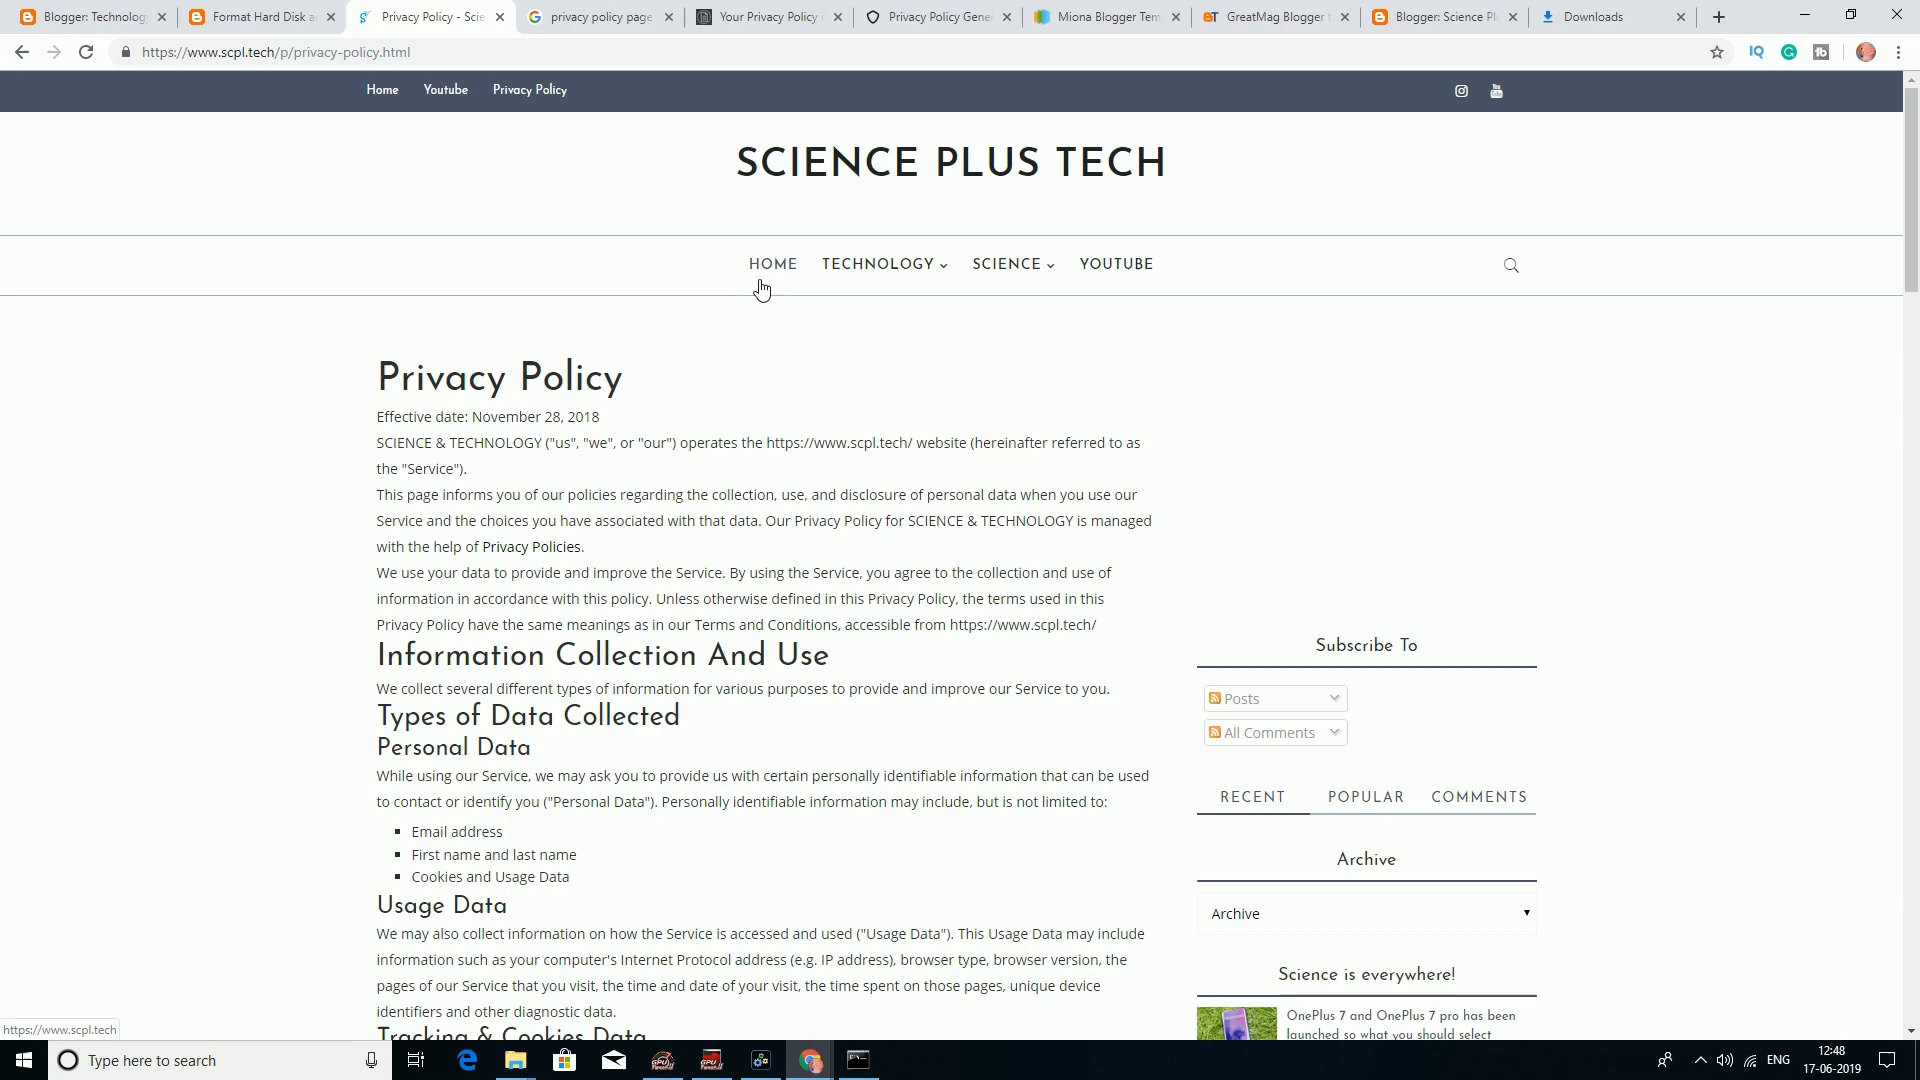 Blogger: Technology
Format Hard Disk a
Privacy Policy - Scie
privacy policy page
Your Privacy Policy
Privacy Policy Gene
Miona Blogger Tem
GreatMag Blogger t
Blogger: Science Pl
Downloads
https://www.scpl.tech/p/privacy-policy.html
Home Youtube Privacy Policy
SCIENCE PLUS TECH
HOME TECHNOLOGY SCIENCE YOUTUBE
Privacy Policy
Effective date: November 28, 2018
SCIENCE & TECHNOLOGY ("us", "we", or "our") operates the https://www.scpl.tech/ website (hereinafter referred to as
the "Service").
This page informs you of our policies regarding the collection, use, and disclosure of personal data when you use our
Service and the choices you have associated with that data. Our Privacy Policy for SCIENCE & TECHNOLOGY is managed
with the help of Privacy Policies.
We use your data to provide and improve the Service. By using the Service, you agree to the collection and use of
information in accordance with this policy. Unless otherwise defined in this Privacy Policy, the terms used in this
Privacy Policy have the same meanings as in our Terms and Conditions, accessible from https://www.scpl.tech/
Information Collection And Use
We collect several different types of information for various purposes to provide and improve our Service to you.
Types of Data Collected
Personal Data
While using our Service, we may ask you to provide us with certain personally identifiable information that can be used
to contact or identify you ("Personal Data"). Personally identifiable information may include, but is not limited to:
Email address
First name and last name
Cookies and Usage Data
Usage Data
We may also collect information on how the Service is accessed and used ("Usage Data"). This Usage Data may include
information such as your computer's Internet Protocol address (e.g. IP address), browser type, browser version, the
pages of our Service that you visit, the time and date of your visit, the time spent on those pages, unique device
identifiers and other diagnostic data.
Tracking & Cookies Data
Subscribe To
Posts
All Comments
RECENT POPULAR COMMENTS
Archive
Archive
Science is everywhere!
OnePlus 7 and OnePlus 7 pro has been
launched so what you should select
https://www.scpl.tech
Type here to search
ENG
12:48
17-06-2019